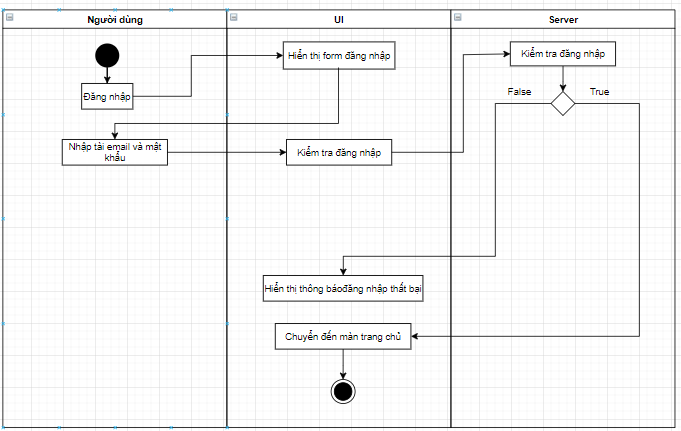 Người dùng
UI
Server
Hiển thị form đăng nhập
Kiểm tra đăng nhập
Đăng nhập
False
True
Nhập tài email và mật
khẩu
Kiểm tra đăng nhập
Hiển thị thông báođăng nhập thất bại
Chuyển đến màn trang chủ